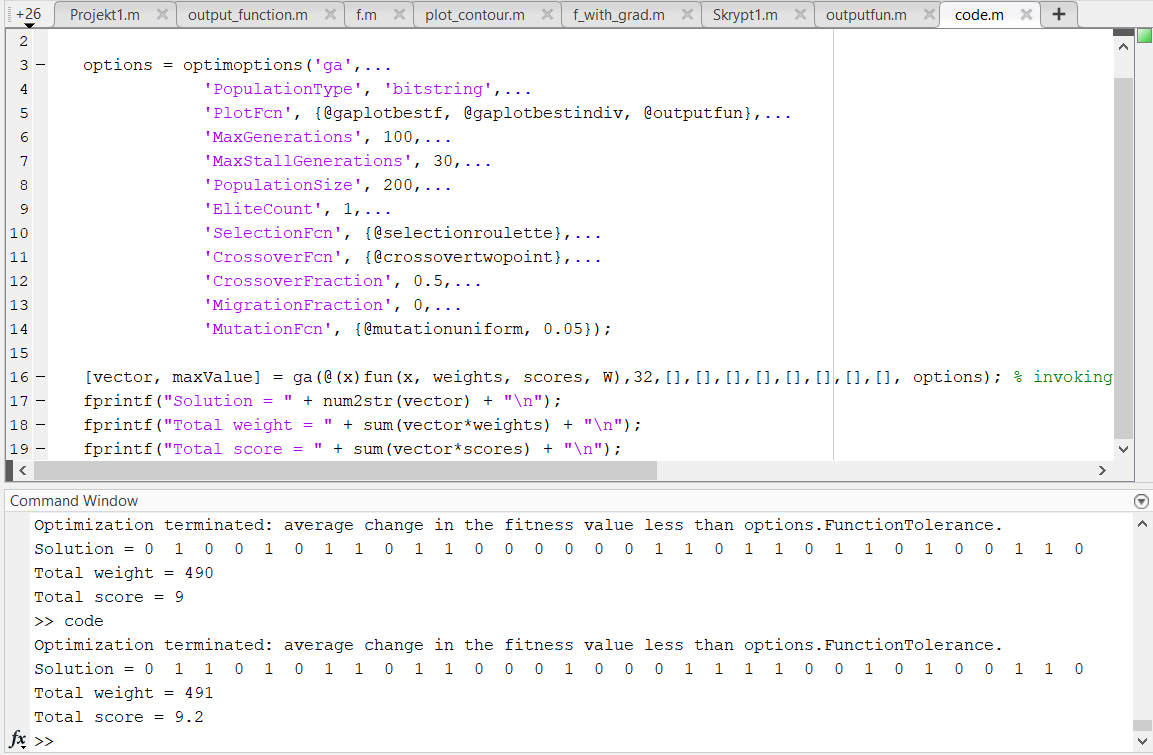 +26 Projekt1.m output_function.m f.m plot_contour.m f_with_grad.m Skrypt1.m outputfun.m code.m +
2
3 – options = optimoptions('ga',...
4 'PopulationType', 'bitstring',...
5 'PlotFcn', {@gaplotbestf, @gaplotbestindiv, @outputfun},...
6 'MaxGenerations', 100,...
7 'MaxStallGenerations', 30,...
8 'PopulationSize', 200,...
9 'EliteCount', 1,...
10 'SelectionFcn', {@selectionroulette},...
11 'CrossoverFcn', {@crossovertwopoint},...
12 'CrossoverFraction', 0.5,...
13 'MigrationFraction', 0,...
14 'MutationFcn', {@mutationuniform, 0.05});
15
16 – [vector, maxValue] = ga(@(x)fun(x, weights, scores, W),32,[],[],[],[],[],[],[],[], options); % invoking
17 – fprintf("Solution = " + num2str(vector) + "\n");
18 – fprintf("Total weight = " + sum(vector*weights) + "\n");
19 – fprintf("Total score = " + sum(vector*scores) + "\n");
Command Window
Optimization terminated: average change in the fitness value less than options.FunctionTolerance.
Solution = 0 1 0 0 1 0 1 1 0 1 1 0 0 0 0 0 0 1 1 0 1 1 0 1 1 0 1 0 0 1 1 0
Total weight = 490
Total score = 9
>> code
Optimization terminated: average change in the fitness value less than options.FunctionTolerance.
Solution = 0 1 1 0 1 0 1 1 0 1 1 0 0 0 1 0 0 0 1 1 1 1 0 0 1 0 1 0 0 1 1 0
Total weight = 491
Total score = 9.2
fx >>